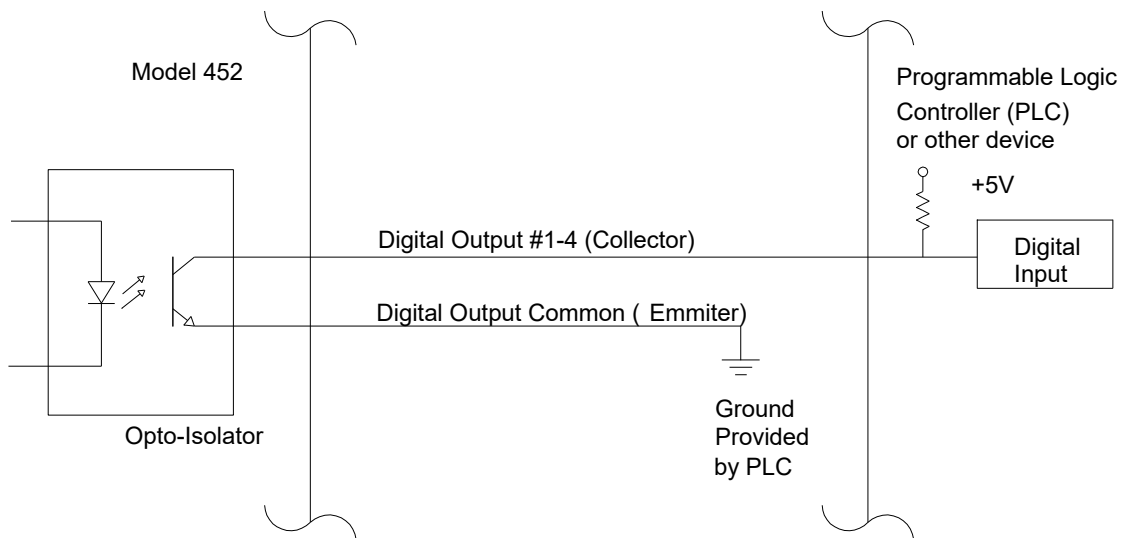 Model 452
Programmable Logic
Controller (PLC)
or other device
+5V
Digital Output #1-4 (Collector)
Digital
Input
Digital Output Common ( Emmiter)
Ground
Provided
by PLC
Opto-Isolator